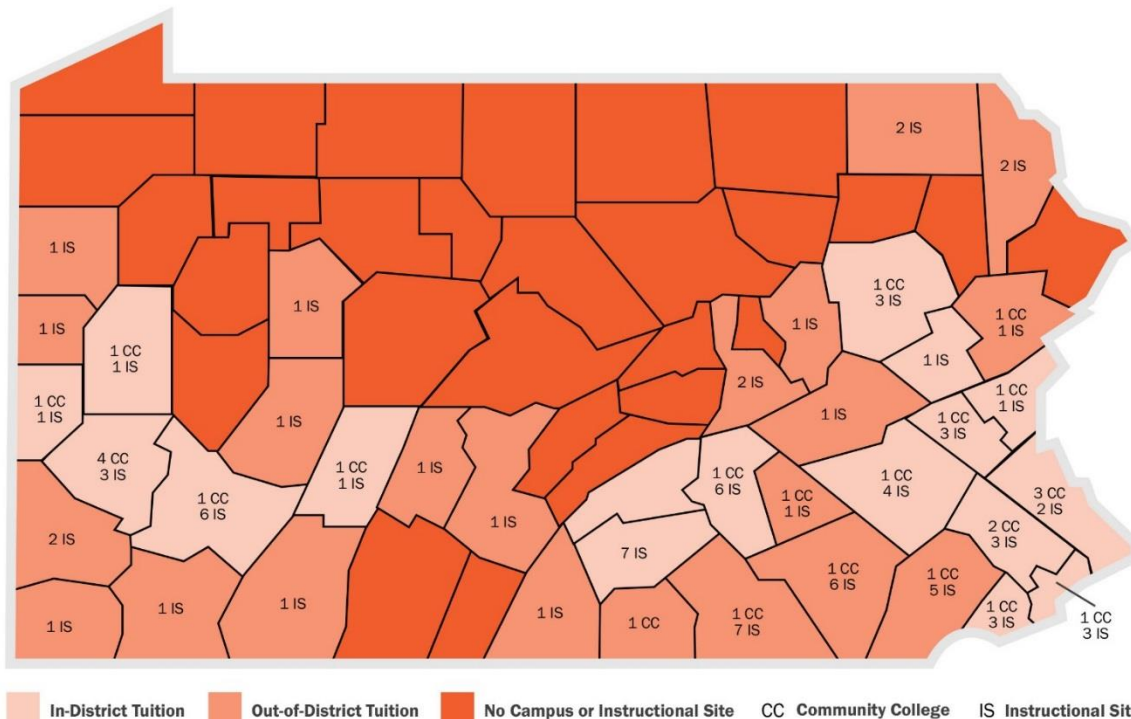 2 IS
2 IS
1 IS
1 IS
1 CC
3 IS
1 IS
1 CC
1 IS
1 IS
1 CC
1 IS
1 IS
1 CC
1 IS
2 IS
1 IS
1 IS
1 CC
1 IS
1 CC
3 IS
4 CC
3 IS
1 CC
6 IS
1 CC
1 IS
1 IS
1 IS
1 CC
6 IS
1 CC
1 IS
1 CC
4 IS
3 CC
2 IS
2 IS
7 IS
2 CC
3 IS
1 IS
1 IS
1 IS
1 IS
1 CC
1 CC
7 IS
1 CC
6 IS
1 CC
5 IS
1 CC
3 IS
1 CC
3 IS
In-District Tuition Out-of-District Tuition No Campus or Instructional Site CC Community College IS Instructional Sit